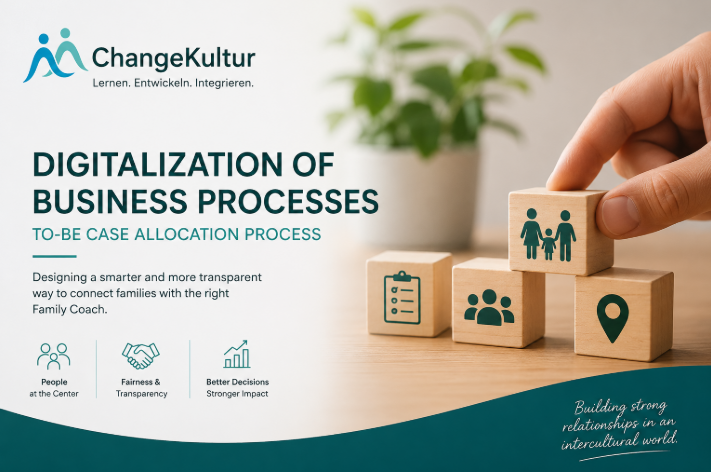 ChangeKultur
Lernen. Entwickeln. Integrieren.
DIGITALIZATION OF
BUSINESS PROCESSES
TO-BE CASE ALLOCATION PROCESS
Designing a smarter and more transparent
way to connect families with the right
Family Coach.
People
at the Center
Fairness &
Transparency
Better Decisions
Stronger Impact
Building strong
relationships in an
intercultural world.